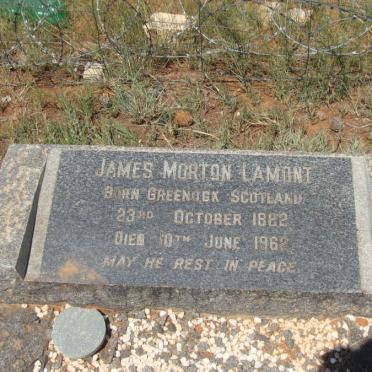 JAMES MORTON LAMONT
BORN GREENOCK SCOTLAND
23RD OCTOBER 1882
DIED 10TH JUNE 1962
MAY HE REST IN PEACE